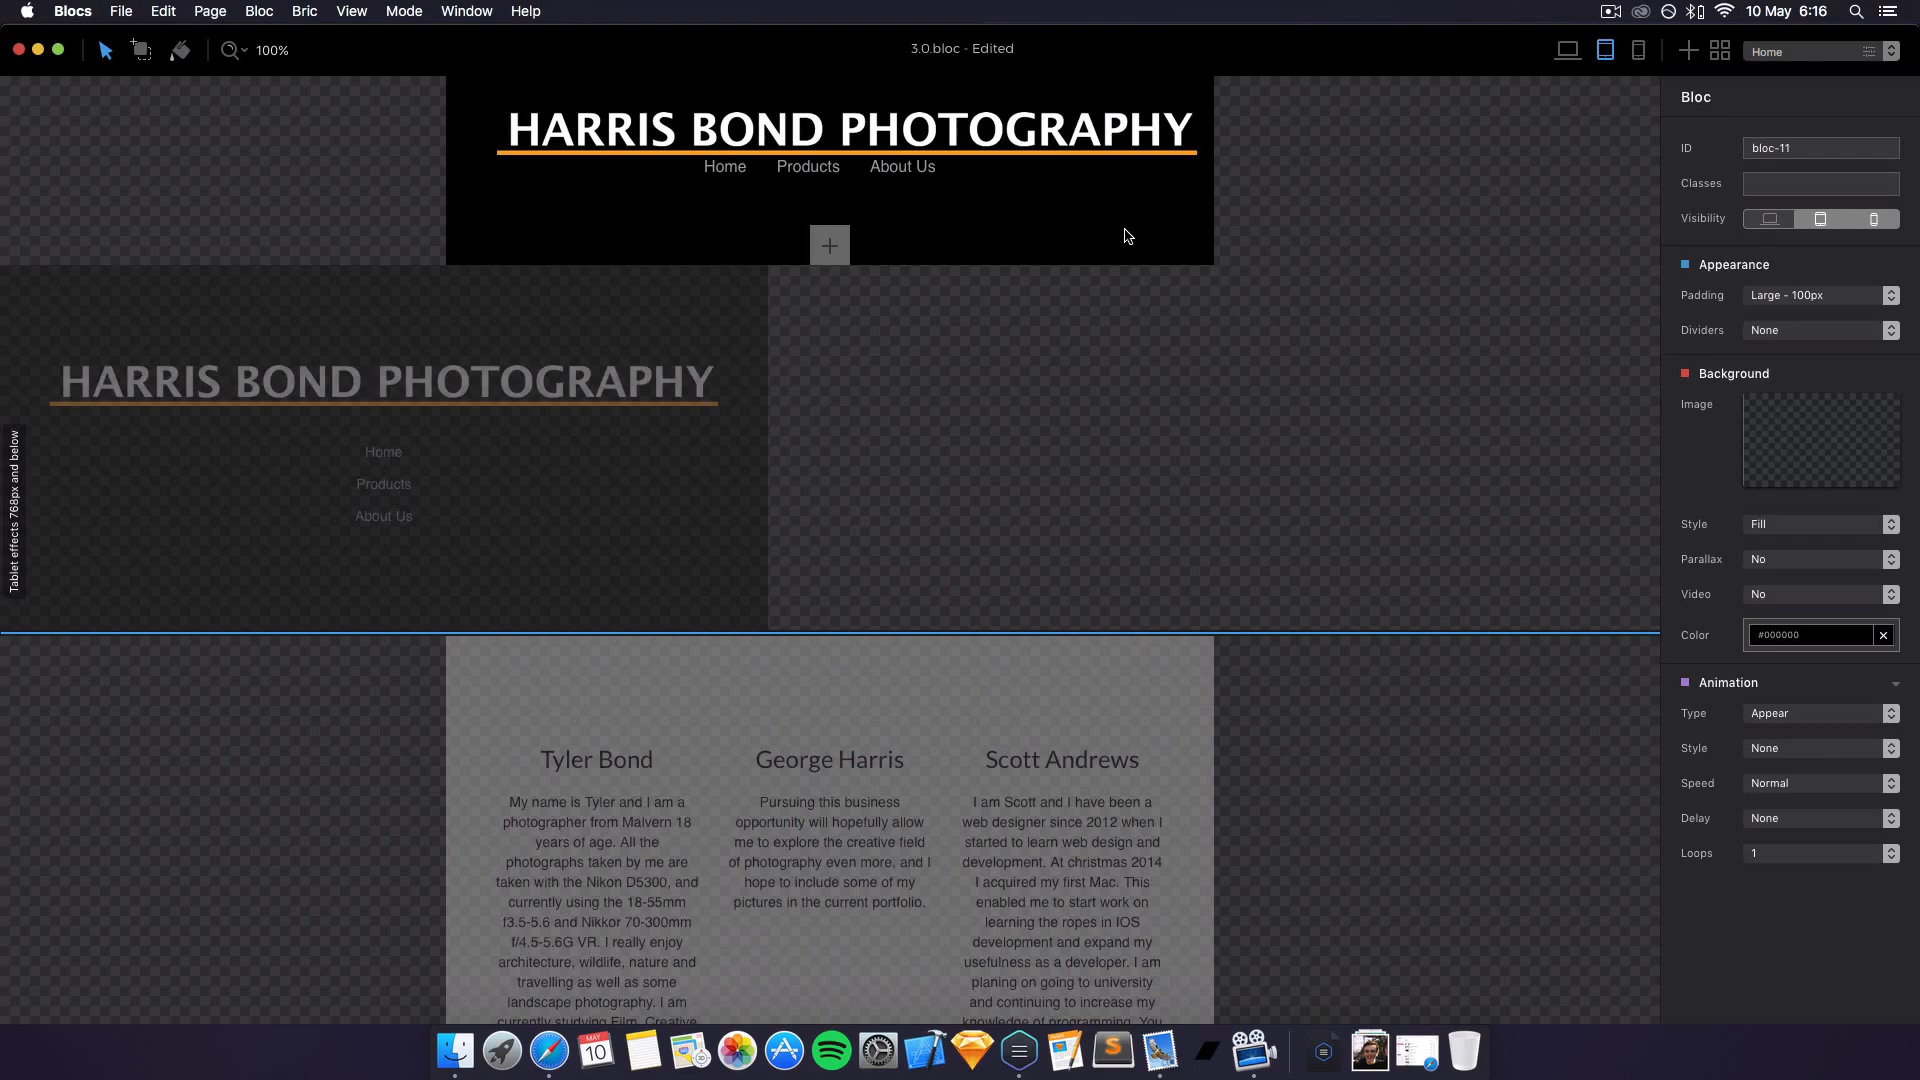 Blocs File Edit Page Bloc Bric View Mode Window Help 10 May 6:16
100% 3.0.bloc - Edited Home
Bloc
ID bloc-11
Classes
Visibility
Appearance
Padding Large - 100px
Dividers None
Background
Image
Style Fill
Parallax No
Video No
Color #000000
Animation
Type Appear
Style None
Speed Normal
Delay None
Loops 1
HARRIS BOND PHOTOGRAPHY
Home Products About Us
HARRIS BOND PHOTOGRAPHY
Home
Products
About Us
Tablet effects 768px and below
Tyler Bond
My name is Tyler and I am a
photographer from Malvern 18
years of age. All the
photographs taken by me are
taken with the Nikon D5300, and
currently using the 18-55mm
f3.5-5.6 and Nikkor 70-300mm
f/4.5-5.6G VR. I really enjoy
architecture, wildlife, nature and
travelling as well as some
landscape photography. I am
currently studying Film, Creative
George Harris
Pursuing this business
opportunity will hopefully allow
me to explore the creative field
of photography even more, and I
hope to include some of my
pictures in the current portfolio.
Scott Andrews
I am Scott and I have been a
web designer since 2012 when I
started to learn web design and
development. At christmas 2014
I acquired my first Mac. This
enabled me to start work on
learning the ropes in IOS
development and expand my
usefulness as a developer. I am
planing on going to university
and continuing to increase my
knowledge of programming. You
MAY
10
S